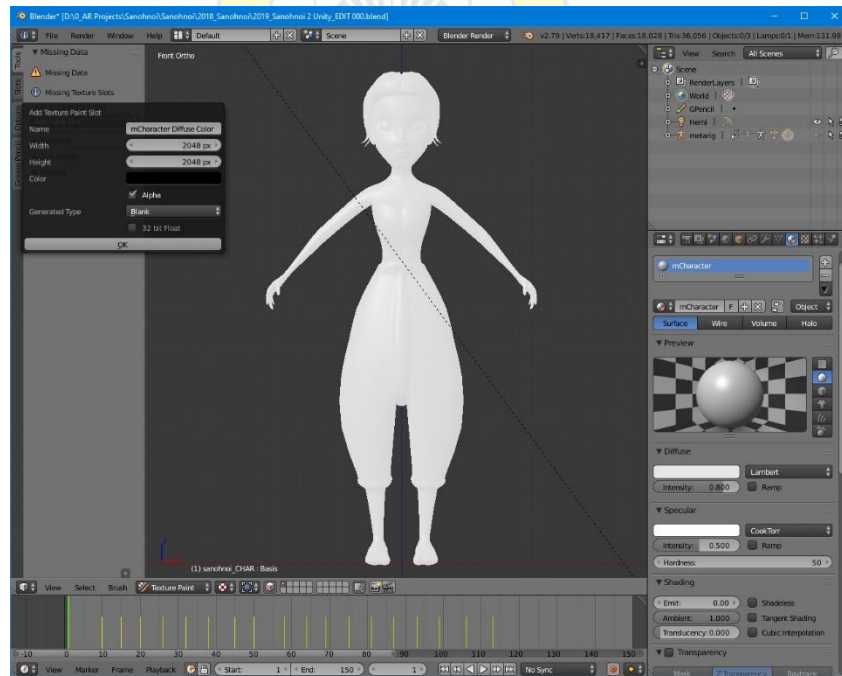 Blender* [D:\0_AR Projects\Sanohnoi\Sanohnoi\2018_Sanohnoi\2019_Sanohnoi 2 Unity_EDIT 000.blend]
File Render Window Help Default Scene Blender Render v2.79 | Verts:18,417 | Faces:18,028 | Tris:36,056 | Objects:0/3 | Lamps:0/1 | Mem:131.98
Tools
Slots
Options
Grease Pencil
Missing Data
Missing Data
Missing Texture Slots
Add Texture Paint Slot
Name mCharacter Diffuse Color
Width 2048 px
Height 2048 px
Color
Alpha
Generated Type Blank
32 bit Float
OK
Front Ortho
(1) sanohnoi_CHAR : Basis
View Select Brush Texture Paint
-10 0 10 20 30 40 50 60 70 80 90 100 110 120 130 140 150
View Marker Frame Playback Start: 1 End: 150 1 No Sync
View Search All Scenes
Scene
RenderLayers
World
GPencil
Hemi
metarig
mCharacter
mCharacter F Object
Surface Wire Volume Halo
Preview
Diffuse
Lambert
Intensity: 0.800 Ramp
Specular
CookTorr
Intensity: 0.500 Ramp
Hardness: 50
Shading
Emit: 0.00 Shadeless
Ambient: 1.000 Tangent Shading
Translucency: 0.000 Cubic Interpolation
Transparency
Mask Z Transparency Raytrace